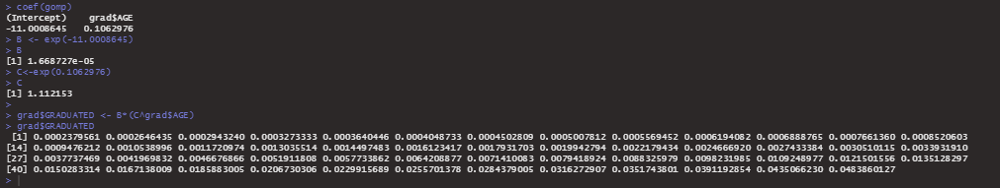 > coef(gomp)
(Intercept)    grad$AGE
-11.0008645   0.1062976
> B <- exp(-11.0008645)
> B
[1] 1.668727e-05
> C<-exp(0.1062976)
> C
[1] 1.112153
>
> grad$GRADUATED <- B*(C^grad$AGE)
> grad$GRADUATED
[1] 0.0002379561 0.0002646435 0.0002943240 0.0003273333 0.0003640446 0.0004048733 0.0004502809 0.0005007812 0.0005569452 0.0006194082 0.0006888765 0.0007661360 0.0008520603
[14] 0.0009476212 0.0010538996 0.0011720974 0.0013035514 0.0014497483 0.0016123417 0.0017931703 0.0019942794 0.0022179434 0.0024666920 0.0027433384 0.0030510115 0.0033931910
[27] 0.0037737469 0.0041969832 0.0046676866 0.0051911808 0.0057733862 0.0064208877 0.0071410083 0.0079418924 0.0088325979 0.0098231985 0.0109248977 0.0121501556 0.0135128297
[40] 0.0150283314 0.0167138009 0.0185883005 0.0206730306 0.0229915689 0.0255701378 0.0284379005 0.0316272907 0.0351743801 0.0391192854 0.0435066230 0.0483860127
>